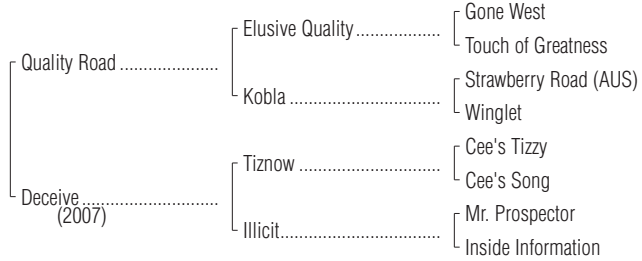 Gone West
Elusive Quality ..................
Touch of Greatness
Quality Road .....................
Strawberry Road (AUS)
Kobla ................................
Winglet
Cee's Tizzy
Tiznow ..............................
Cee's Song
Deceive .............................
(2007)
Mr. Prospector
Illicit..................................
Inside Information